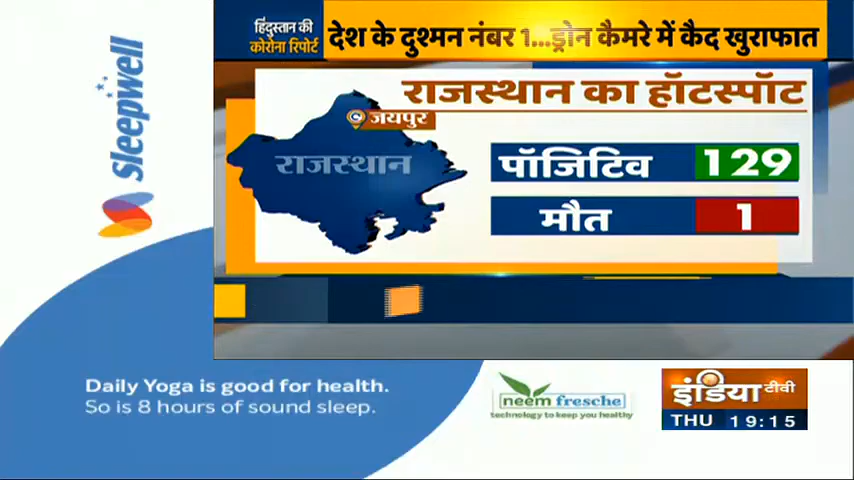 हिंदुस्तान की
कोरोना रिपोर्ट
देश के दुश्मन नंबर 1...ड्रोन कैमरे में कैद खुराफात
राजस्थान का हॉटस्पॉट
जयपुर
राजस्थान
पॉजिटिव 129
मौत 1
sleepwell
Daily Yoga is good for health.
So is 8 hours of sound sleep.
neem fresche
technology to keep you healthy
इंडिया टीवी
THU 19:15